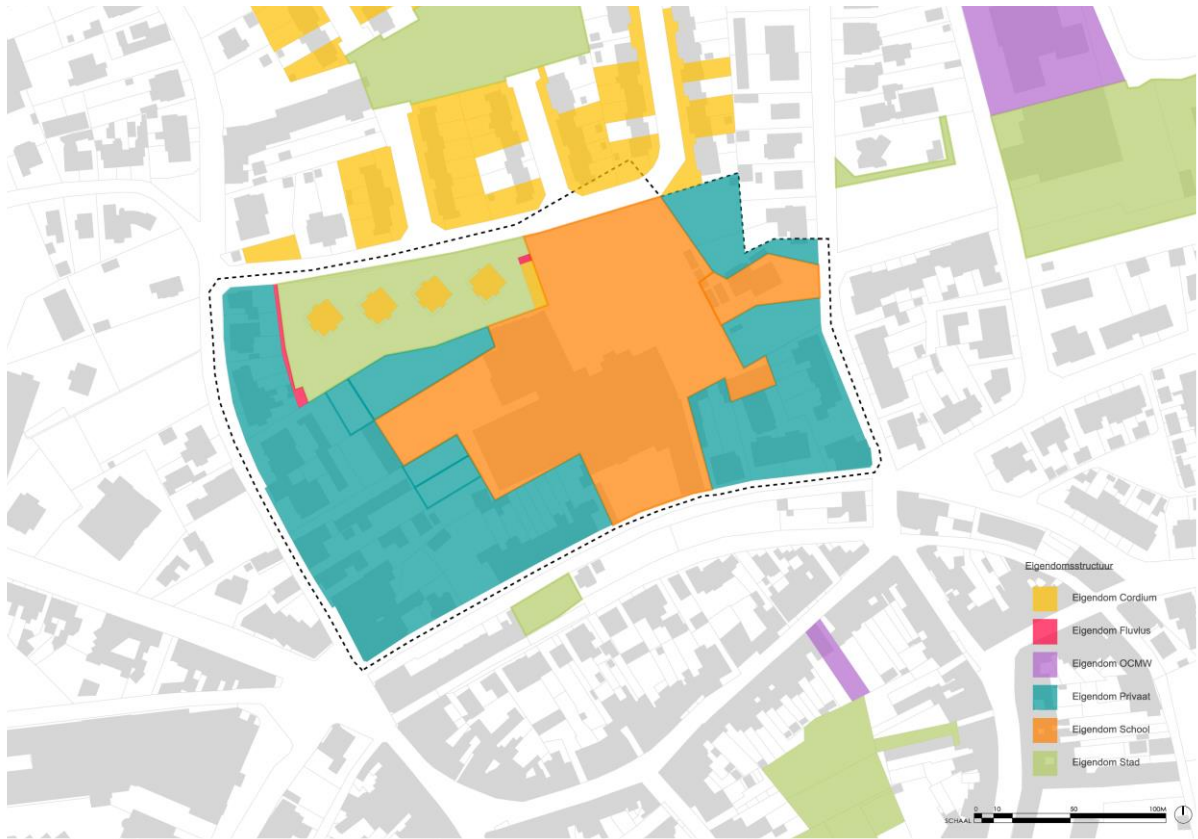 Eigendomsstructuur
Eigendom Cordium
Eigendom Fluvius
Eigendom OCMW
Eigendom Privaat
Eigendom School
Eigendom Stad
SCHAAL 0 10 50 100M